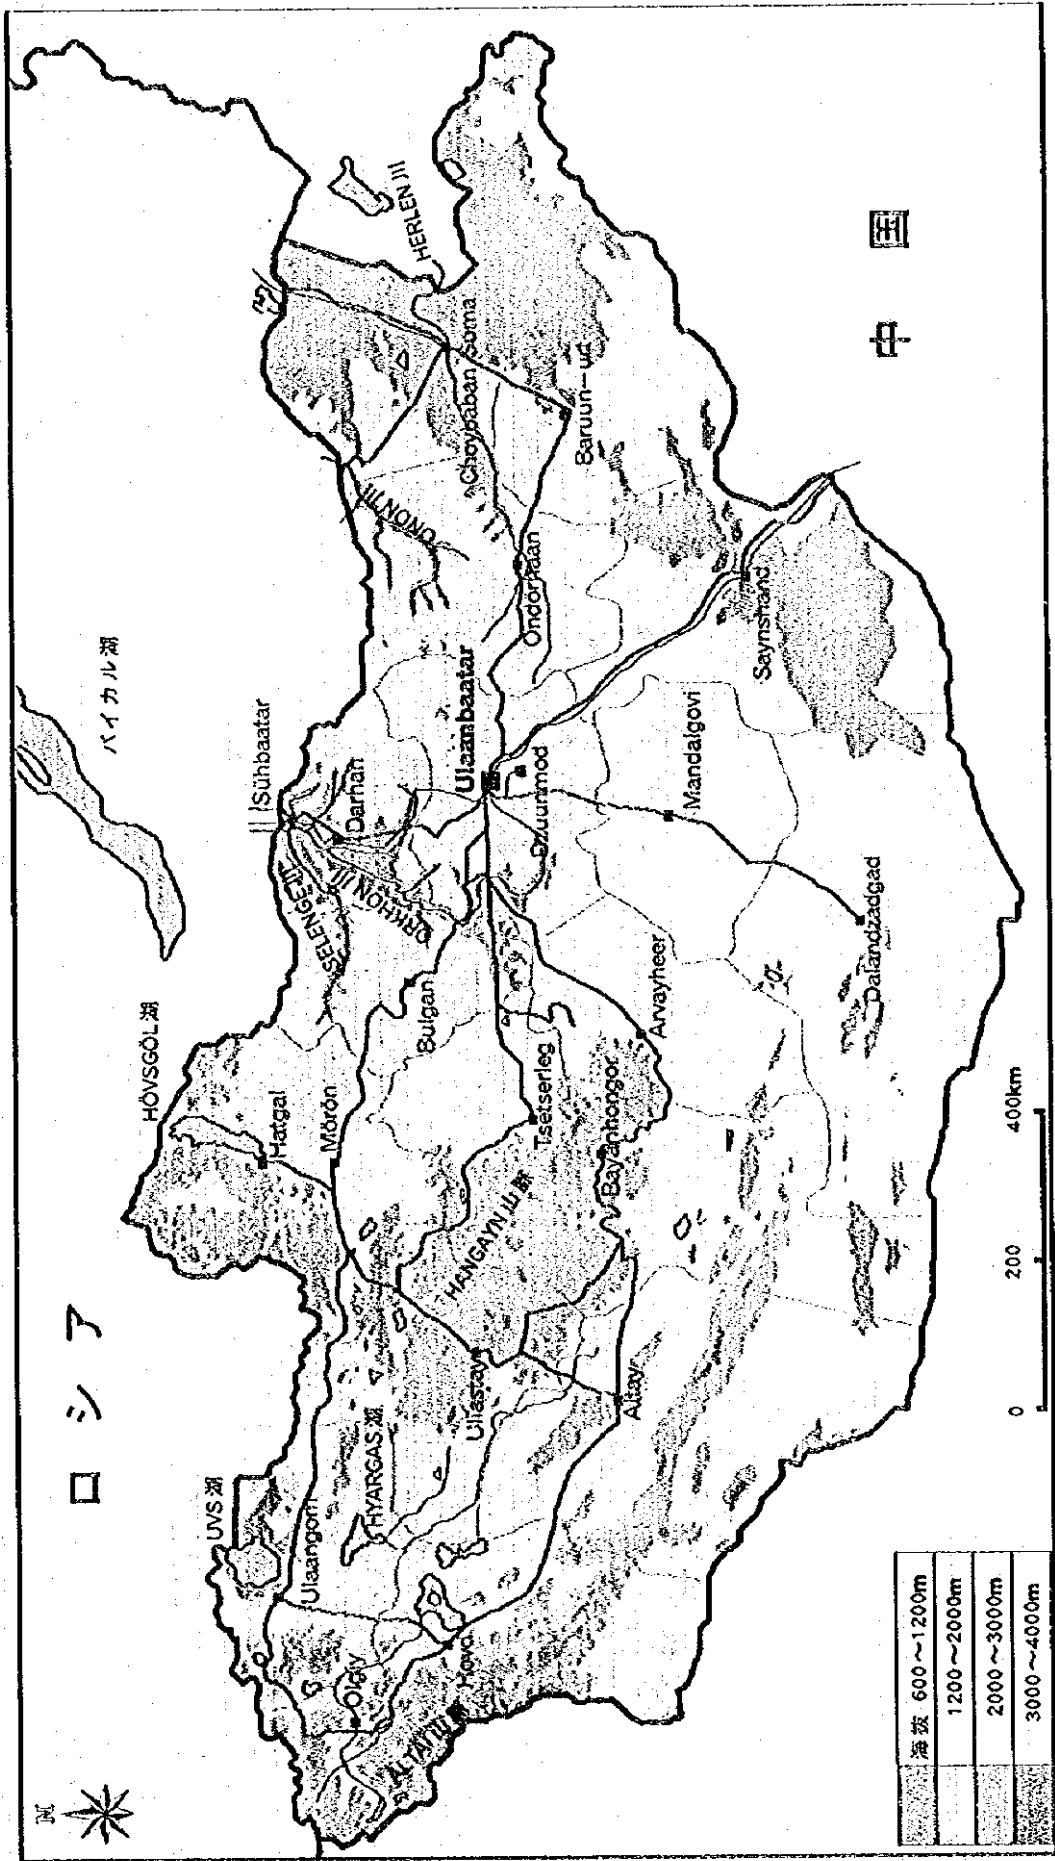 N
ロシア
バイカル湖
HÖVSGÖL湖
UVS湖
Sühbaatar
Hatgal
Darhan
SELENGE川
ORKHON川
Mörön
Ulaangom
HYARGAS湖
Ölgiy
ONON川
HERLEN川
Bulgan
Choybalsan Soma
Ulaanbaatar
HANGAYN山脈
Uliastay
Tsetserleg
Dzuunmod
Ondorhaan
Baruun-urt
Hovd
Bayanhongor
Arvayheer
Altay
Mandalgovi
Saynshand
Dalandzadgad
中国
海抜 600~1200m
1200~2000m
2000~3000m
3000~4000m
0 200 400km